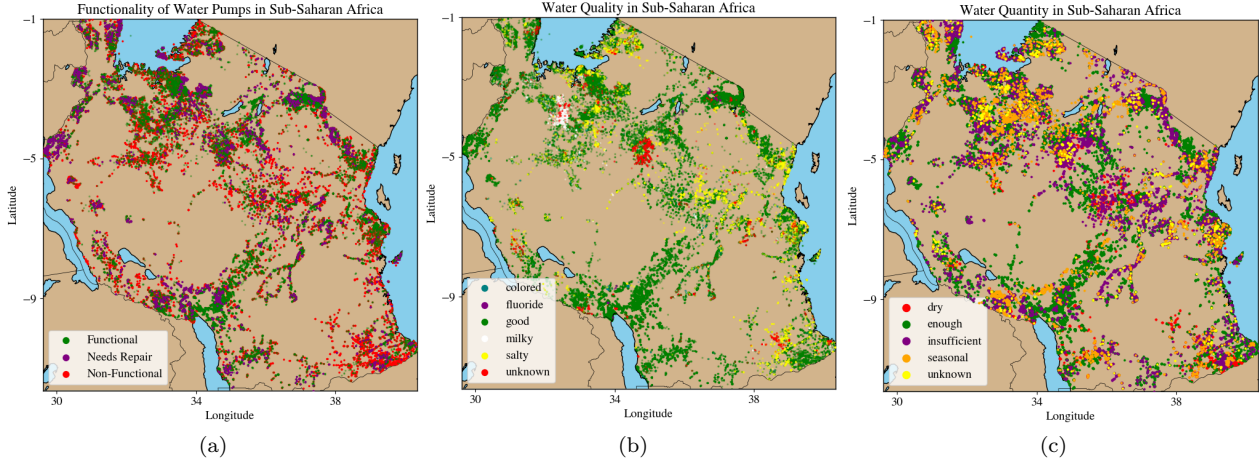 Functionality of Water Pumps in Sub-Saharan Africa
−1
−5
−9
Latitude
30
34
38
Longitude
Functional
Needs Repair
Non-Functional
(a)
Water Quality in Sub-Saharan Africa
−1
−5
−9
Latitude
30
34
38
Longitude
colored
fluoride
good
milky
salty
unknown
(b)
Water Quantity in Sub-Saharan Africa
−1
−5
−9
Latitude
30
34
38
Longitude
dry
enough
insufficient
seasonal
unknown
(c)